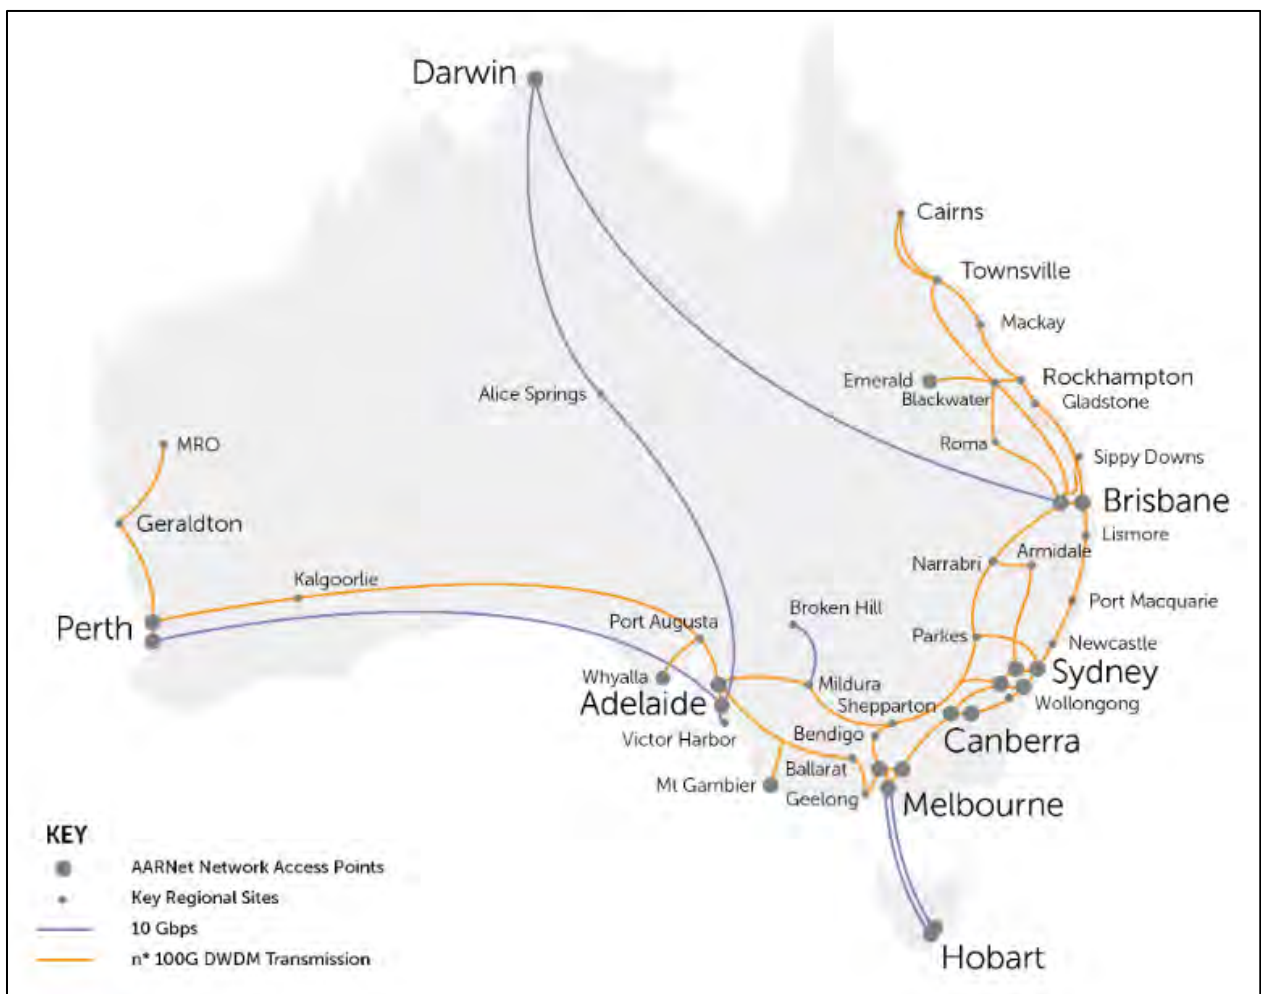 Darwin
Cairns
Townsville
Mackay
Emerald
Rockhampton
Blackwater
Gladstone
Alice Springs
Roma
MRO
Sippy Downs
Brisbane
Geraldton
Lismore
Armidale
Narrabri
Kalgoorlie
Port Macquarie
Broken Hill
Perth
Port Augusta
Parkes
Newcastle
Whyalla
Sydney
Mildura
Adelaide
Shepparton
Wollongong
Victor Harbor
Bendigo
Canberra
Ballarat
Mt Gambier
Geelong
Melbourne
KEY
AARNet Network Access Points
Key Regional Sites
10 Gbps
n* 100G DWDM Transmission
Hobart